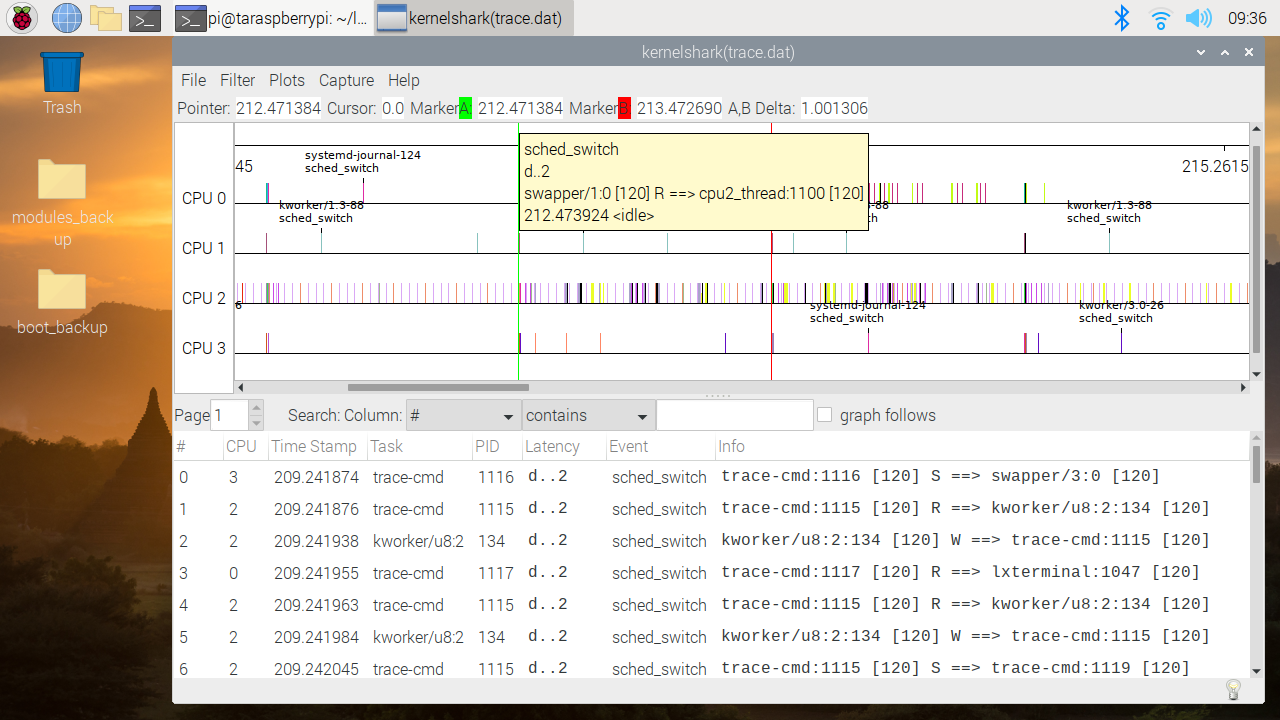 pi@taraspberrypi: ~/l... kernelshark(trace.dat) 09:36
kernelshark(trace.dat)
Trash
modules_back
up
boot_backup
File Filter Plots Capture Help
Pointer: 212.471384 Cursor: 0.0 MarkerA: 212.471384 MarkerB 213.472690 A,B Delta: 1.001306
45 215.2615
systemd-journal-124
sched_switch
CPU 0
sched_switch
d..2
swapper/1:0 [120] R ==> cpu2_thread:1100 [120]
212.473924 <idle>
kworker/1.3-88
sched_switch
-88
sched_switch
kworker/1.3-88
sched_switch
CPU 1
CPU 2
6
systemd-journal-124
sched_switch
kworker/3.0-26
sched_switch
CPU 3
Page 1 Search: Column: # contains graph follows
# CPU Time Stamp Task PID Latency Event Info
0 3 209.241874 trace-cmd 1116 d..2 sched_switch trace-cmd:1116 [120] S ==> swapper/3:0 [120]
1 2 209.241876 trace-cmd 1115 d..2 sched_switch trace-cmd:1115 [120] R ==> kworker/u8:2:134 [120]
2 2 209.241938 kworker/u8:2 134 d..2 sched_switch kworker/u8:2:134 [120] W ==> trace-cmd:1115 [120]
3 0 209.241955 trace-cmd 1117 d..2 sched_switch trace-cmd:1117 [120] R ==> lxterminal:1047 [120]
4 2 209.241963 trace-cmd 1115 d..2 sched_switch trace-cmd:1115 [120] R ==> kworker/u8:2:134 [120]
5 2 209.241984 kworker/u8:2 134 d..2 sched_switch kworker/u8:2:134 [120] W ==> trace-cmd:1115 [120]
6 2 209.242045 trace-cmd 1115 d..2 sched_switch trace-cmd:1115 [120] S ==> trace-cmd:1119 [120]